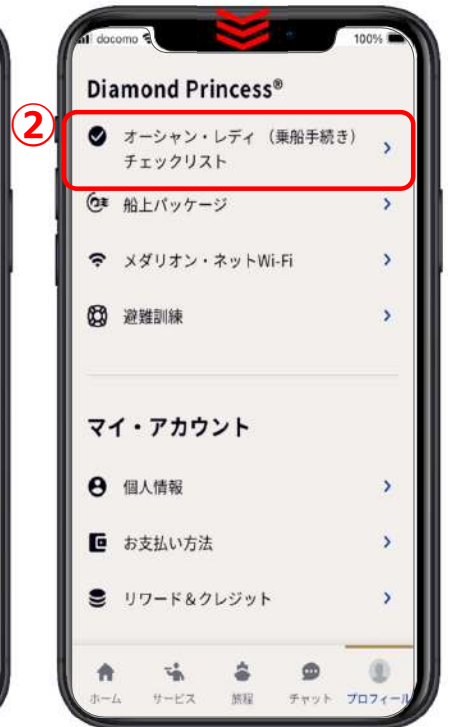 docomo
100%
Diamond Princess®
②
オーシャン・レディ （乗船手続き）
チェックリスト
船上パッケージ
メダリオン・ネットWi-Fi
避難訓練
マイ・アカウント
個人情報
お支払い方法
リワード＆クレジット
ホーム
サービス
旅程
チャット
プロフィール